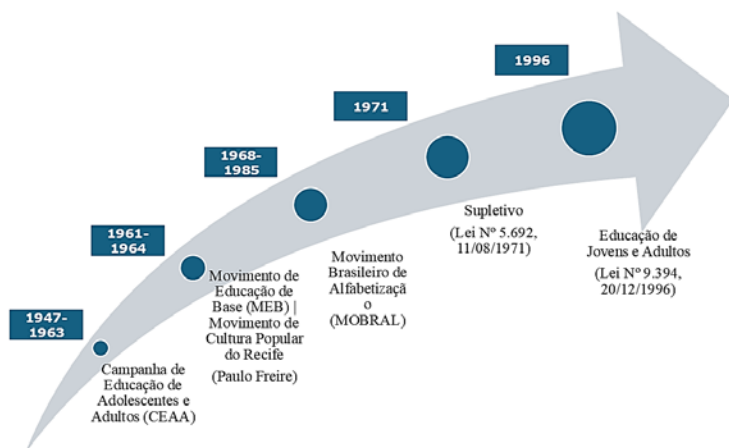 1947-
1963
Campanha de
Educação de
Adolescentes e
Adultos (CEAA)
1961-
1964
Movimento de
Educação de
Base (MEB) |
Movimento de
Cultura Popular
do Recife
(Paulo Freire)
1968-
1985
Movimento
Brasileiro de
Alfabetizaçã
o
(MOBRAL)
1971
Supletivo
(Lei Nº 5.692,
11/08/1971)
1996
Educação de
Jovens e Adultos
(Lei Nº 9.394,
20/12/1996)